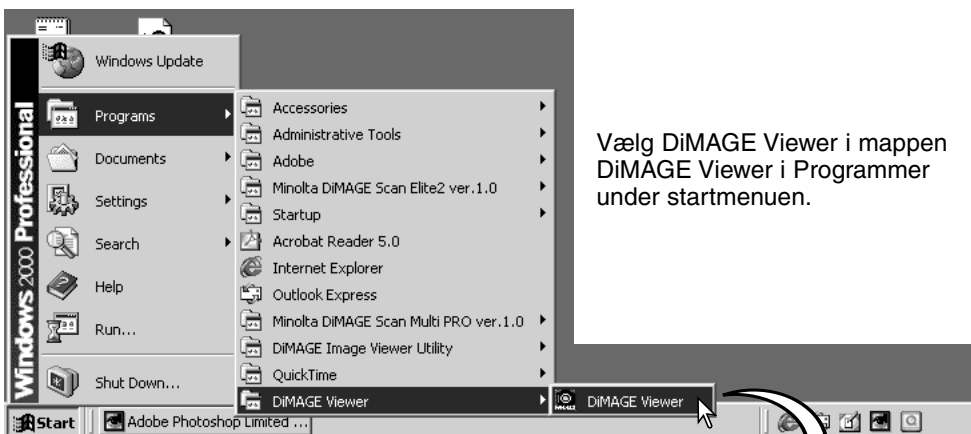 Windows 2000 Professional
Windows Update
Programs
Documents
Settings
Search
Help
Run...
Shut Down...
Accessories
Administrative Tools
Adobe
Minolta DiMAGE Scan Elite2 ver.1.0
Startup
Acrobat Reader 5.0
Internet Explorer
Outlook Express
Minolta DiMAGE Scan Multi PRO ver.1.0
DiMAGE Image Viewer Utility
QuickTime
DiMAGE Viewer
DiMAGE Viewer
Vælg DiMAGE Viewer i mappen
DiMAGE Viewer i Programmer
under startmenuen.
Start
Adobe Photoshop Limited ...